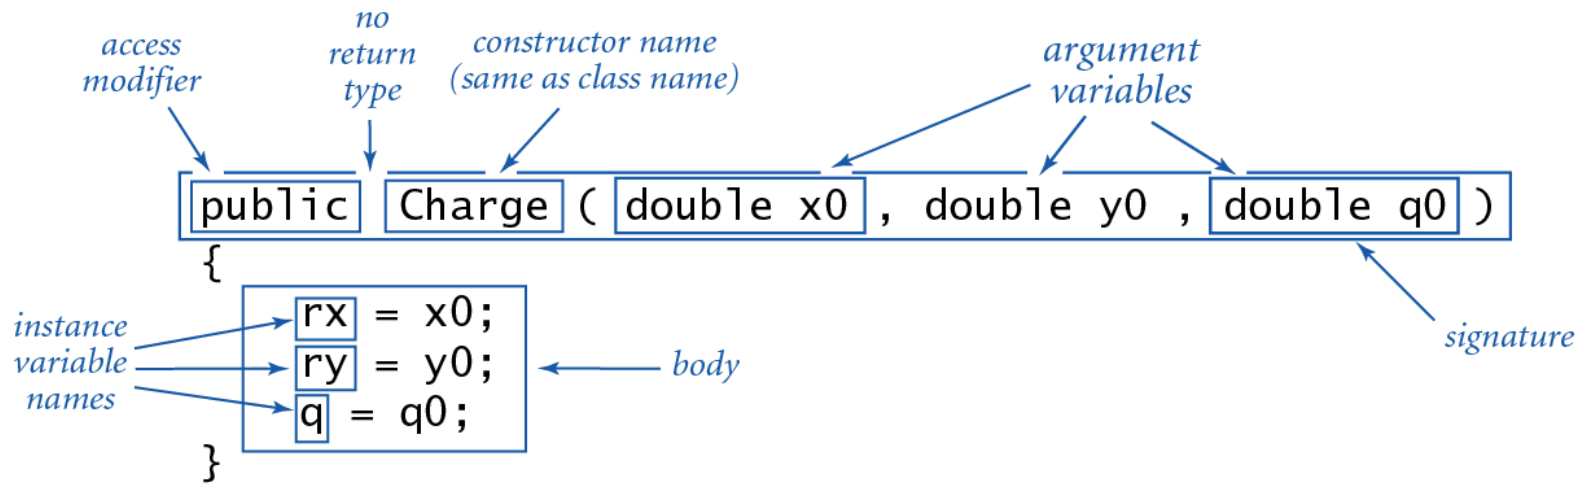 access
modifier
no
return
type
constructor name
(same as class name)
argument
variables
public Charge ( double x0 , double y0 , double q0 )
{
rx = x0;
ry = y0;
q = q0;
}
instance
variable
names
body
signature